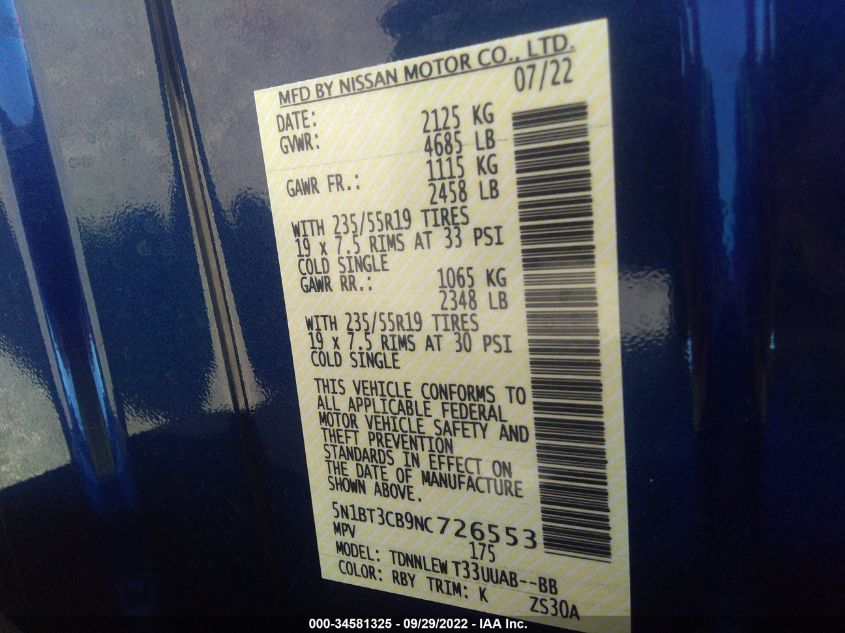 MFD BY NISSAN MOTOR CO., LTD.
DATE: 07/22
GVWR: 2125 KG
4685 LB
GAWR FR.: 1115 KG
2458 LB
WITH 235/55R19 TIRES
19 x 7.5 RIMS AT 33 PSI
COLD SINGLE
GAWR RR.: 1065 KG
2348 LB
WITH 235/55R19 TIRES
19 x 7.5 RIMS AT 30 PSI
COLD SINGLE
THIS VEHICLE CONFORMS TO
ALL APPLICABLE FEDERAL
MOTOR VEHICLE SAFETY AND
THEFT PREVENTION
STANDARDS IN EFFECT ON
THE DATE OF MANUFACTURE
SHOWN ABOVE.
5N1BT3CB9NC726553
MPV 175
MODEL: TDNNLEW T33UUAB--BB
COLOR: RBY TRIM: K ZS30A
000-34581325 - 09/29/2022 - IAA Inc.